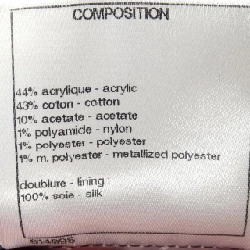 COMPOSITION
44% acrylique - acrylic
43% coton - cotton
10% acetate - acetate
1% polyamide - nylon
1% polyester - polyester
1% m. polyester - metallized polyester
doublure - lining
100% soie - silk